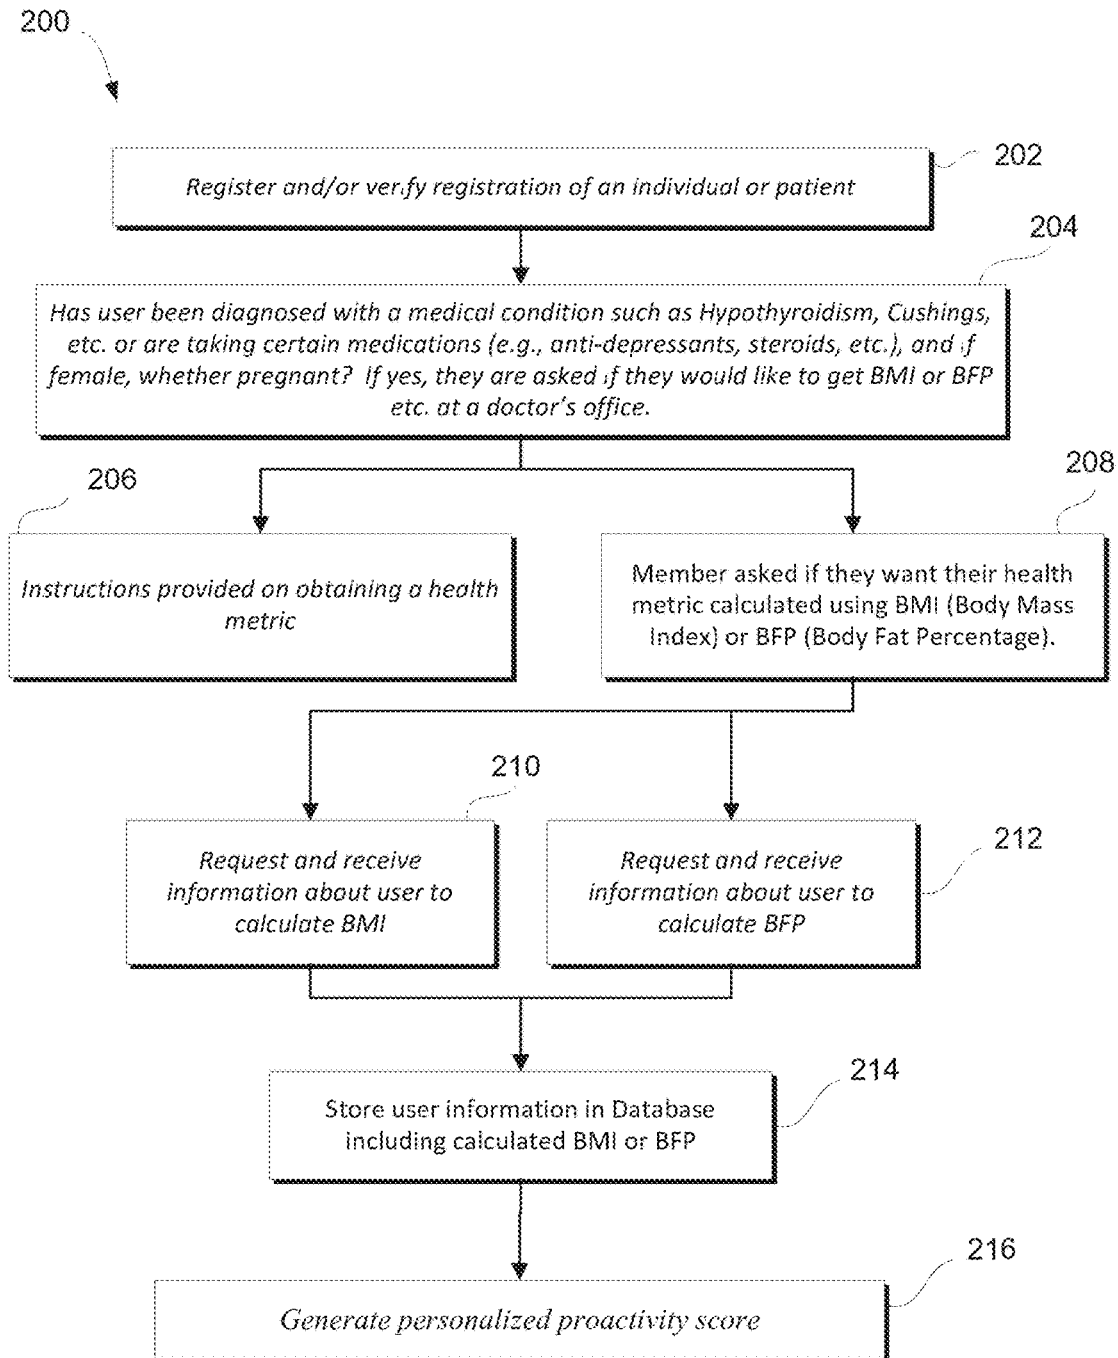 200
202
Register and/or verify registration of an individual or patient
204
Has user been diagnosed with a medical condition such as Hypothyroidism, Cushings,
etc. or are taking certain medications (e.g., anti-depressants, steroids, etc.), and if
female, whether pregnant? If yes, they are asked if they would like to get BMI or BFP
etc. at a doctor's office.
206
Instructions provided on obtaining a health
metric
208
Member asked if they want their health
metric calculated using BMI (Body Mass
Index) or BFP (Body Fat Percentage).
210
Request and receive
information about user to
calculate BMI
212
Request and receive
information about user to
calculate BFP
214
Store user information in Database
including calculated BMI or BFP
216
Generate personalized proactivity score